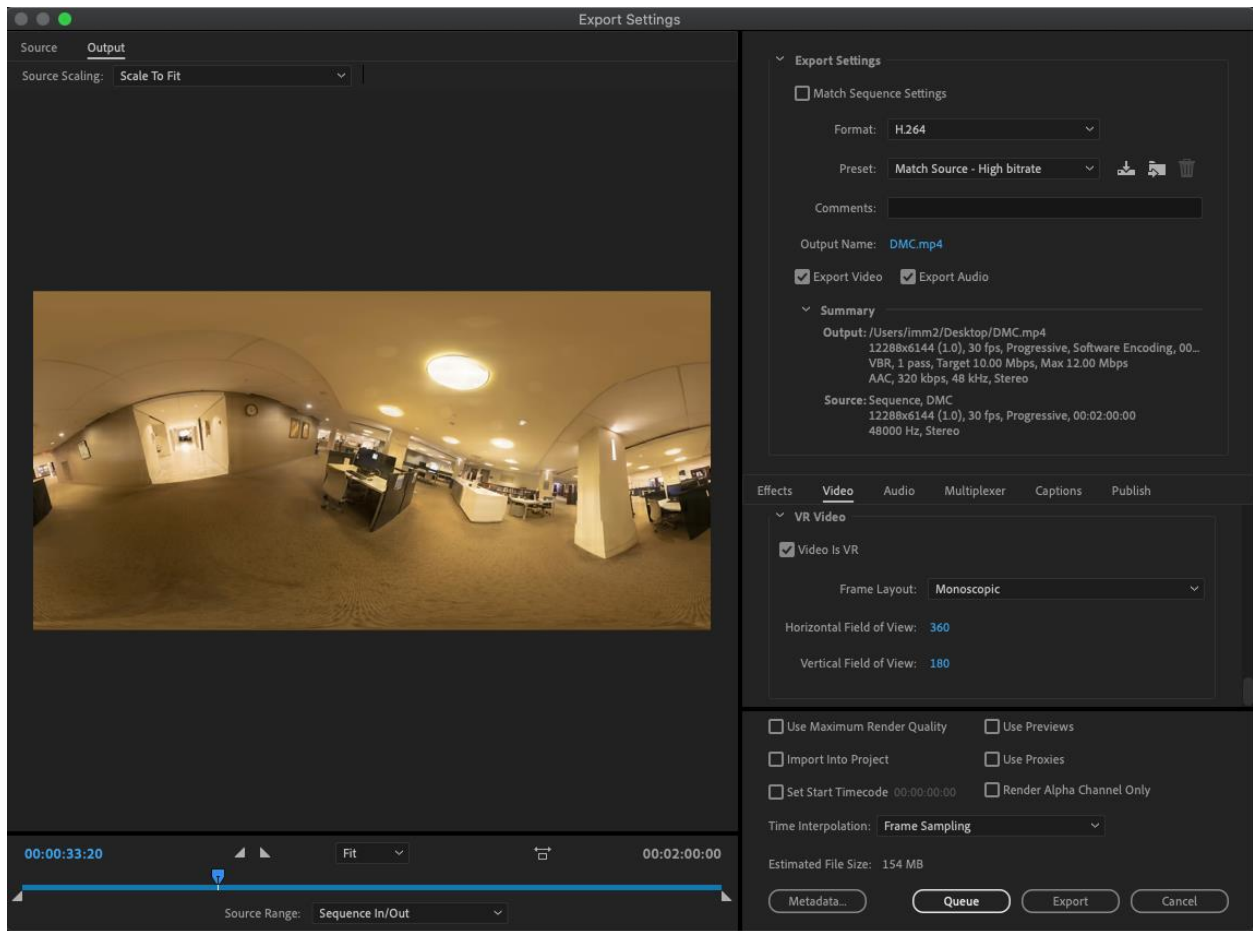 Export Settings
Source Output
Source Scaling: Scale To Fit
Export Settings
Match Sequence Settings
Format: H.264
Preset: Match Source - High bitrate
Comments:
Output Name: DMC.mp4
Export Video Export Audio
Summary
Output: /Users/imm2/Desktop/DMC.mp4
12288x6144 (1.0), 30 fps, Progressive, Software Encoding, 00...
VBR, 1 pass, Target 10.00 Mbps, Max 12.00 Mbps
AAC, 320 kbps, 48 kHz, Stereo
Source: Sequence, DMC
12288x6144 (1.0), 30 fps, Progressive, 00:02:00:00
48000 Hz, Stereo
Effects Video Audio Multiplexer Captions Publish
VR Video
Video Is VR
Frame Layout: Monoscopic
Horizontal Field of View: 360
Vertical Field of View: 180
Use Maximum Render Quality Use Previews
Import Into Project Use Proxies
Set Start Timecode 00:00:00:00 Render Alpha Channel Only
Time Interpolation: Frame Sampling
Estimated File Size: 154 MB
Metadata... Queue Export Cancel
00:00:33:20 Fit 00:02:00:00
Source Range: Sequence In/Out